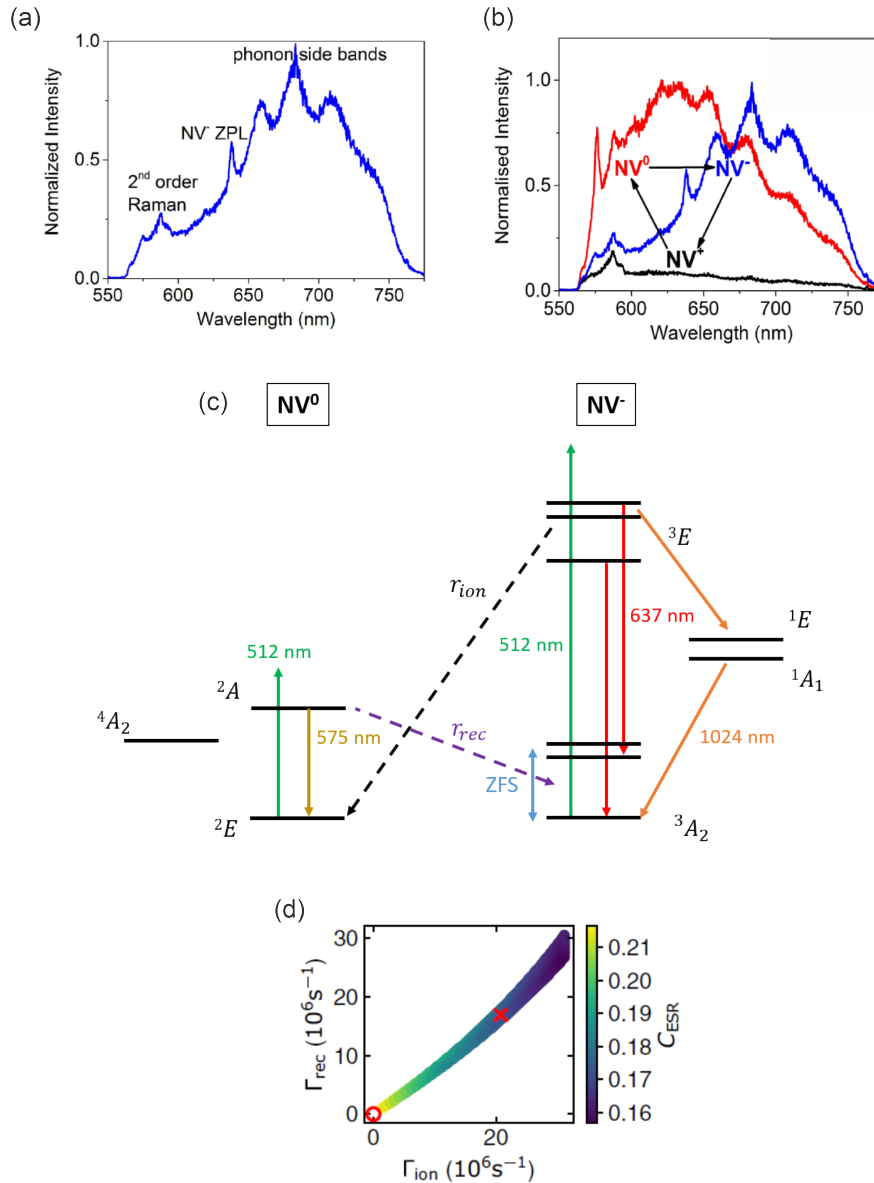 (a)
1.0
0.5
0.0
Normalized Intensity
phonon side bands
NV⁻ ZPL
2nd order
Raman
550 600 650 700 750
Wavelength (nm)
(b)
1.0
0.5
0.0
Normalised Intensity
NV⁰
NV⁻
NV⁺
550 600 650 700 750
Wavelength (nm)
(c)
NV⁰
NV⁻
³E
r_ion
637 nm
¹E
512 nm
512 nm
¹A₁
²A
⁴A₂
575 nm
r_rec
1024 nm
ZFS
²E
³A₂
(d)
30
20
10
0
Γ_rec (10⁶s⁻¹)
0 20
Γ_ion (10⁶s⁻¹)
0.21
0.20
0.19
0.18
0.17
0.16
C_ESR